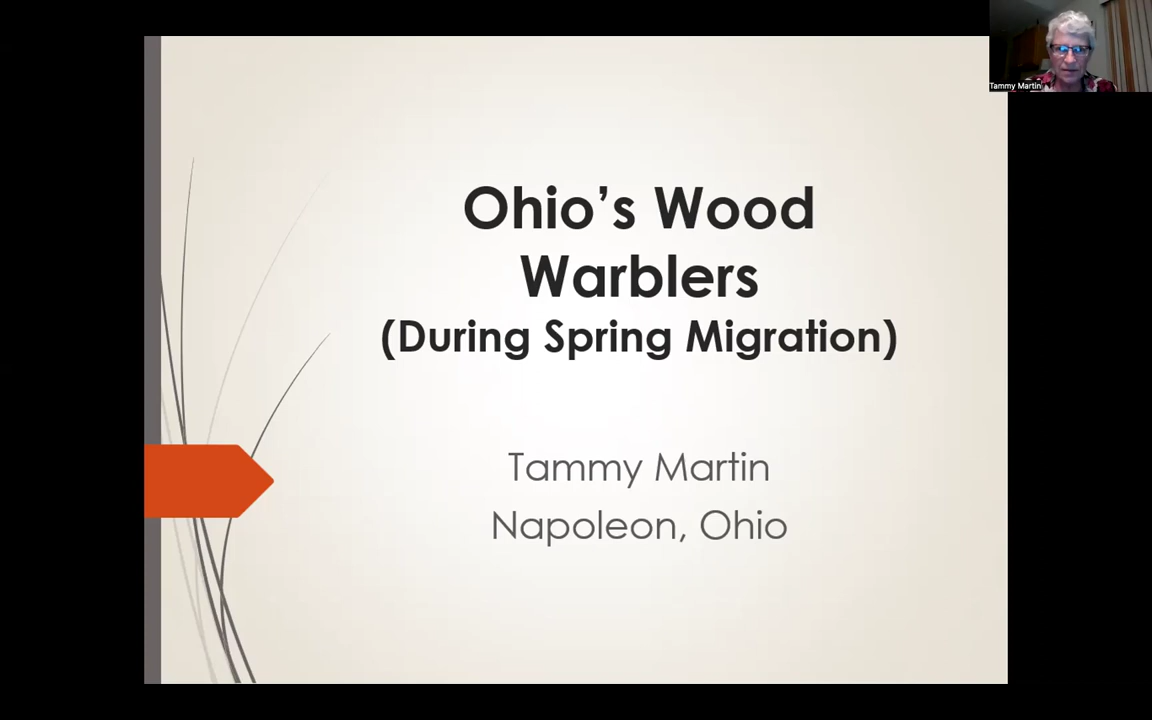 Tammy Martin
Ohio’s Wood
Warblers
(During Spring Migration)
Tammy Martin
Napoleon, Ohio